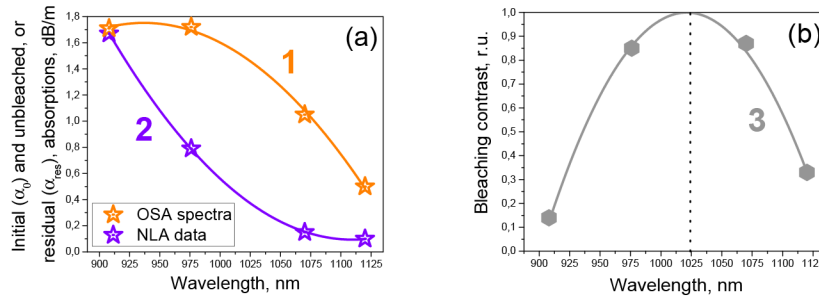 Initial (α0) and unbleached, or
residual (αres), absorptions, dB/m
1,8
1,6
1,4
1,2
1,0
0,8
0,6
0,4
0,2
0,0
(a)
1
2
OSA spectra
NLA data
900 925 950 975 1000 1025 1050 1075 1100 1125
Wavelength, nm
Bleaching contrast, r.u.
1,0
0,9
0,8
0,7
0,6
0,5
0,4
0,3
0,2
0,1
0,0
(b)
3
900 925 950 975 1000 1025 1050 1075 1100 1125
Wavelength, nm